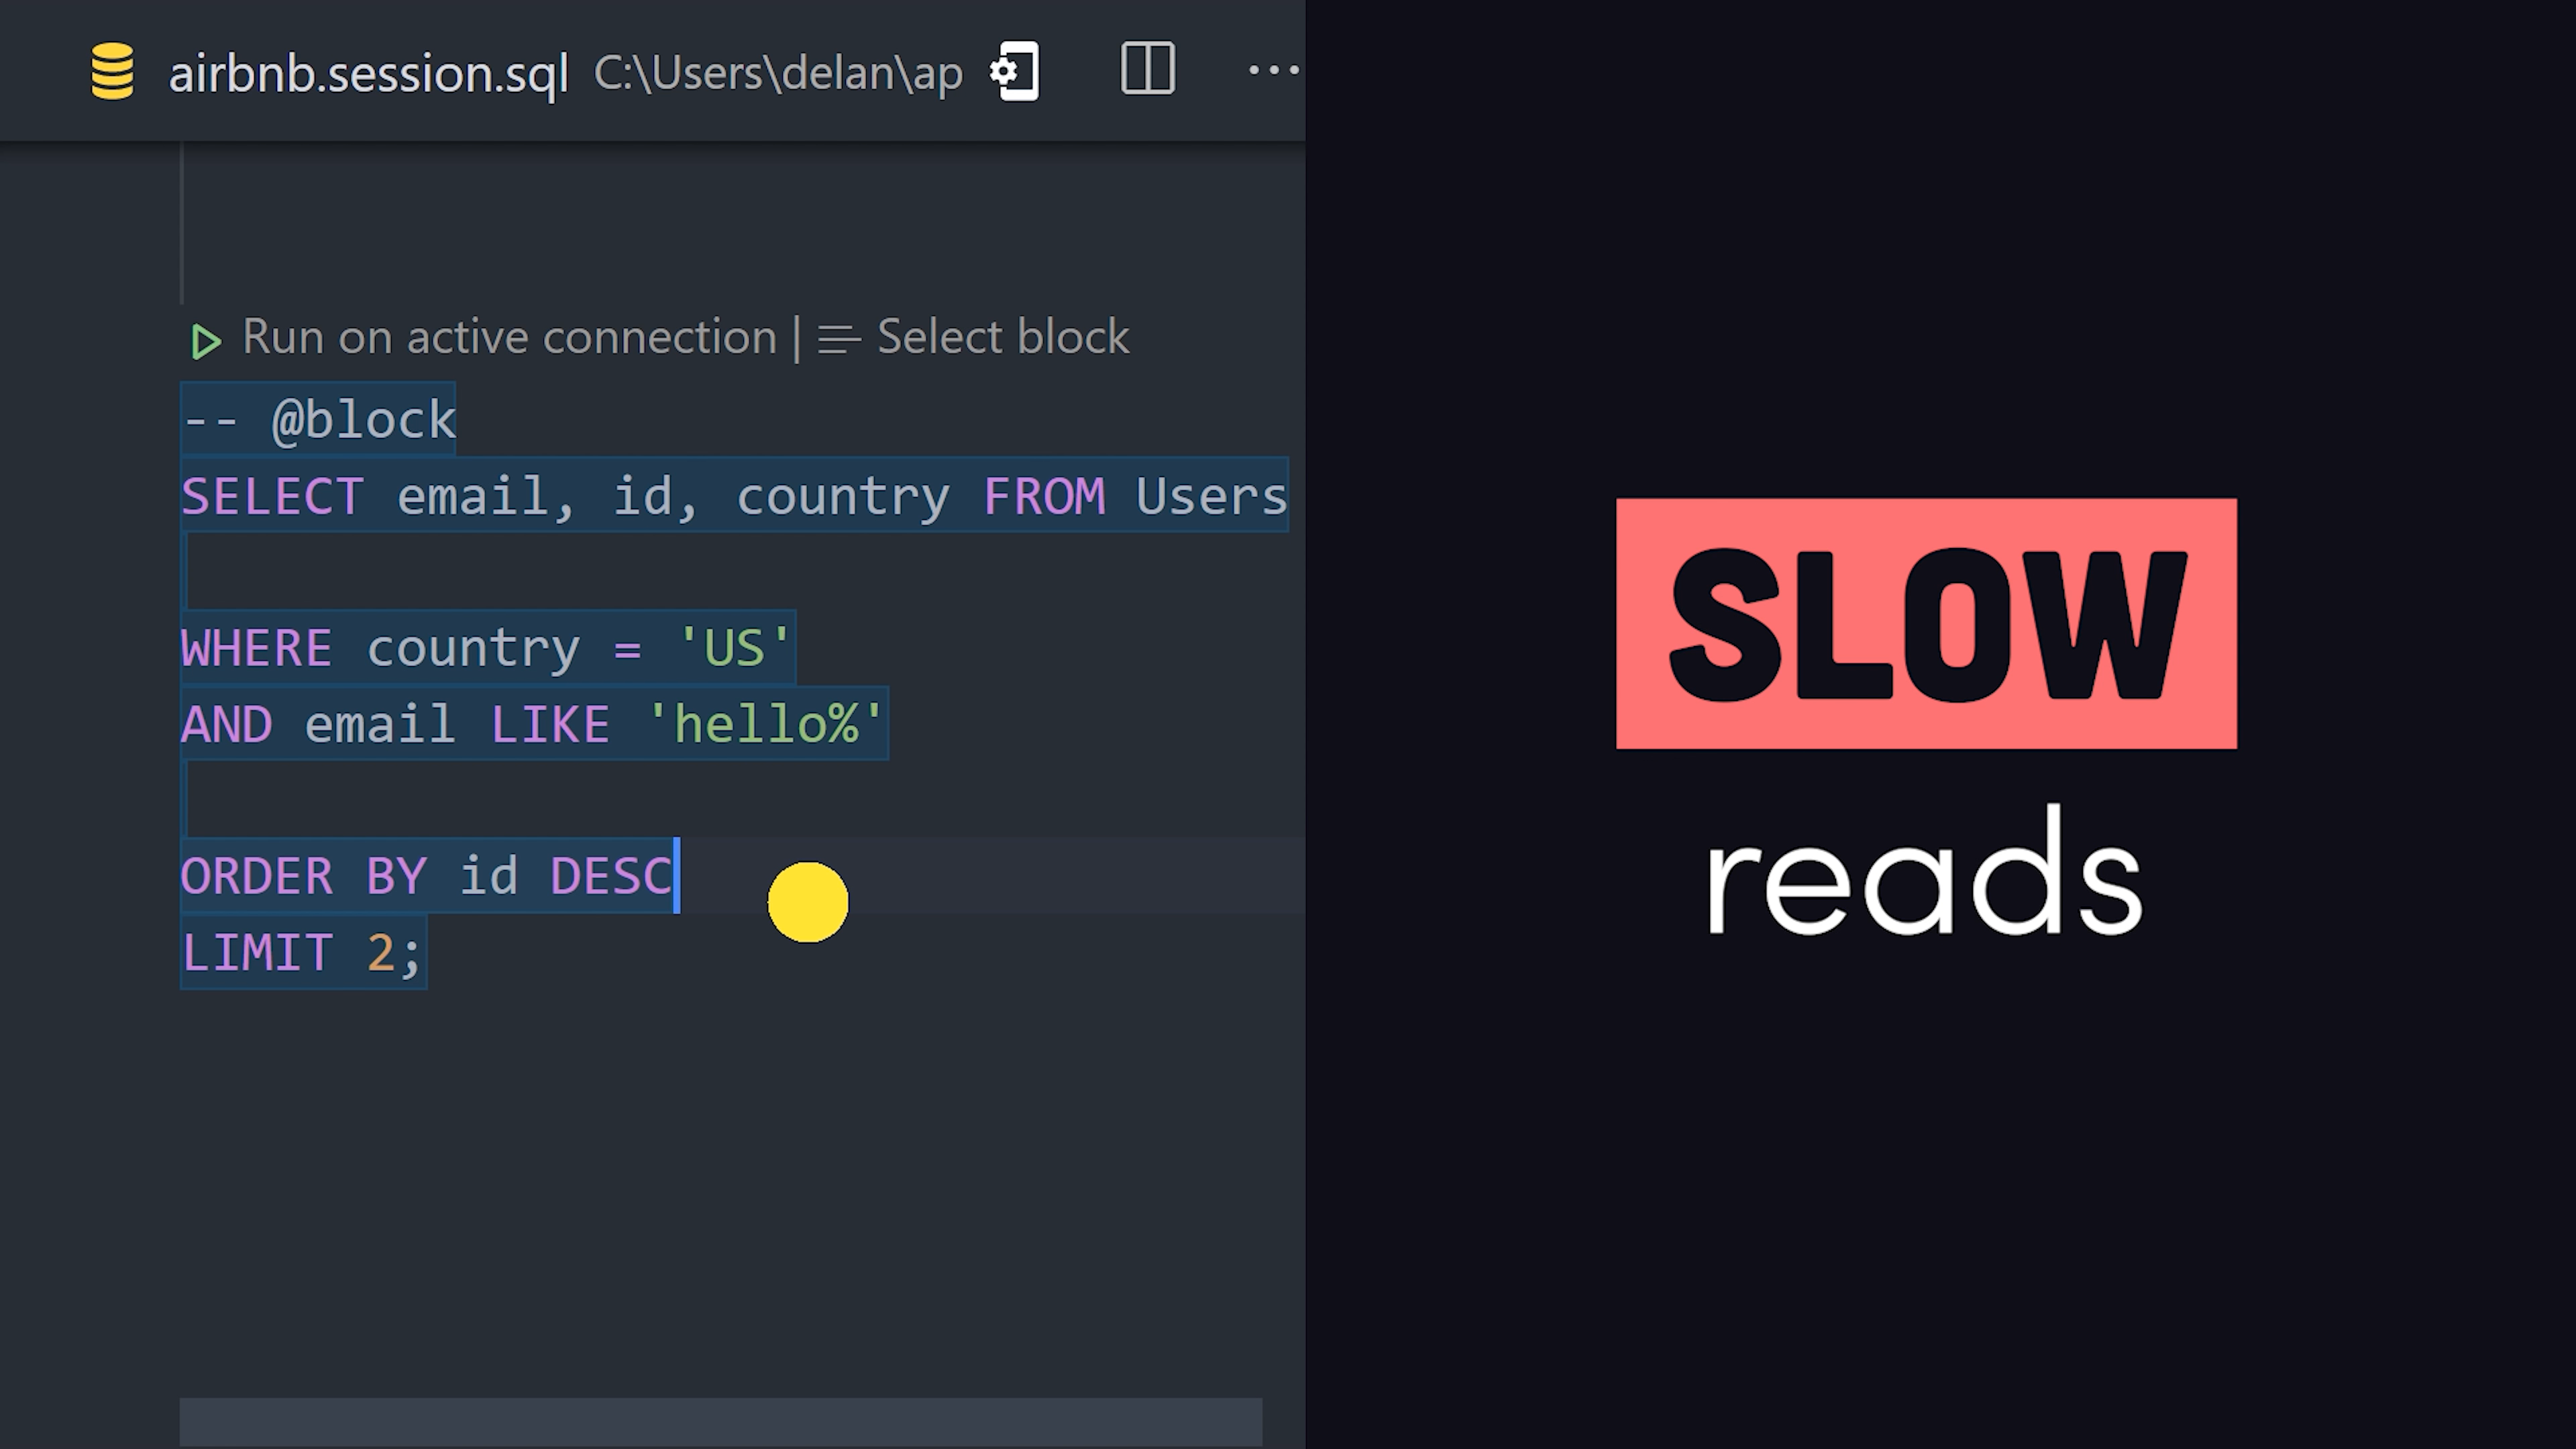 airbnb.session.sql C:\Users\delan\ap
Run on active connection | Select block
-- @block
SELECT email, id, country FROM Users
WHERE country = 'US'
AND email LIKE 'hello%'
ORDER BY id DESC
LIMIT 2;
SLOW
reads